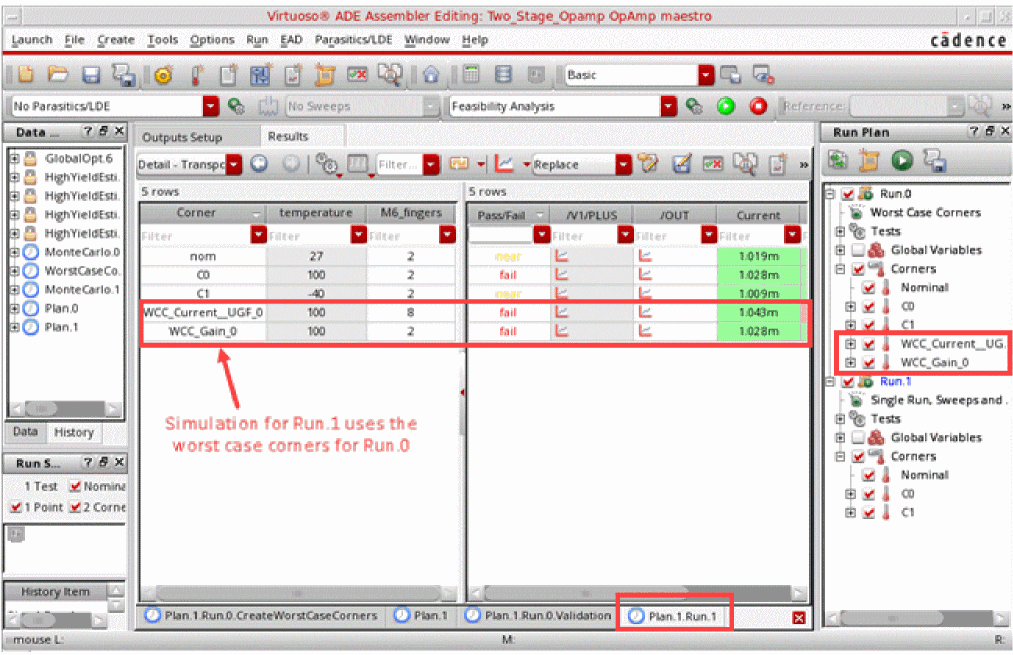 Virtuoso® ADE Assembler Editing: Two_Stage_Opamp OpAmp maestro
Launch File Create Tools Options Run EAD Parasitics/LDE Window Help
cādence
Basic
No Parasitics/LDE No Sweeps Feasibility Analysis Reference: »
Data ... ? X
GlobalOpt.6
HighYieldEsti.
HighYieldEsti.
HighYieldEsti.
HighYieldEsti.
MonteCarlo.0
WorstCaseCo.
MonteCarlo.1
Plan.0
Plan.1
Data History
Run S... ? X
1 Test Nomina
1 Point 2 Corne
History Item
Outputs Setup Results
Detail - Transpo Filter... Replace »
5 rows 5 rows
Corner temperature M6_fingers Pass/Fail /V1/PLUS /OUT Current
Filter Filter Filter Filter Filter Filter F
nom 27 2 near 1.019m
C0 100 2 fail 1.028m
C1 -40 2 near 1.009m
WCC_Current__UGF_0 100 8 fail 1.043m
WCC_Gain_0 100 2 fail 1.028m
Simulation for Run.1 uses the
worst case corners for Run.0
Plan.1.Run.0.CreateWorstCaseCorners Plan.1 Plan.1.Run.0.Validation Plan.1.Run.1
Run Plan ? X
Run.0
Worst Case Corners
Tests
Global Variables
Corners
Nominal
C0
C1
WCC_Current__UG.
WCC_Gain_0
Run.1
Single Run, Sweeps and .
Tests
Global Variables
Corners
Nominal
C0
C1
mouse L: M: R: